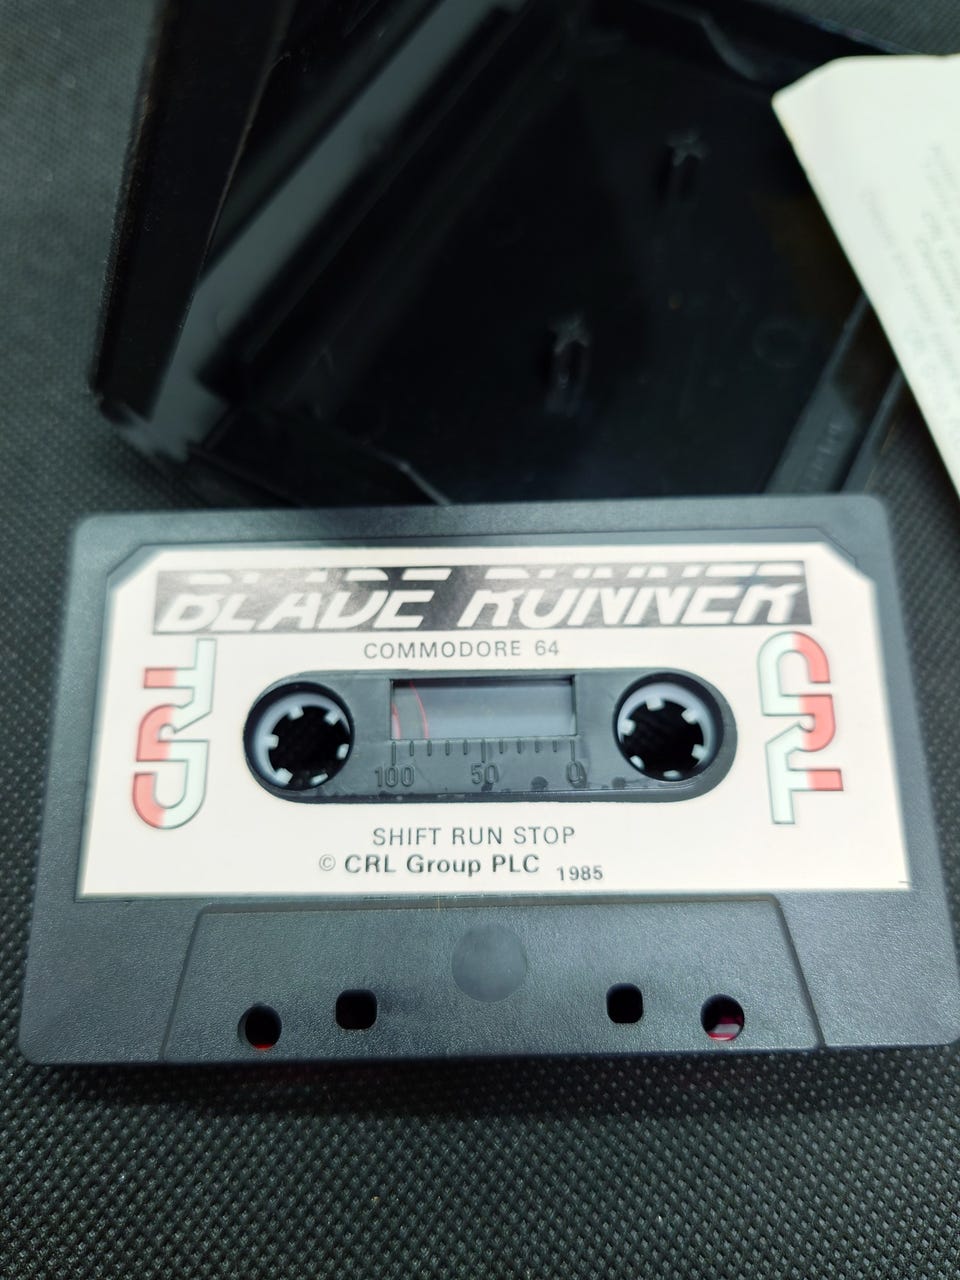 BLADE RUNNER
COMMODORE 64
CRL
CRL
100 50 0
SHIFT RUN STOP
© CRL Group PLC 1985